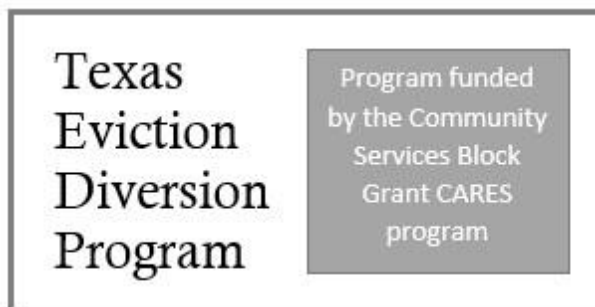 Texas
Eviction
Diversion
Program
Program funded
by the Community
Services Block
Grant CARES
program